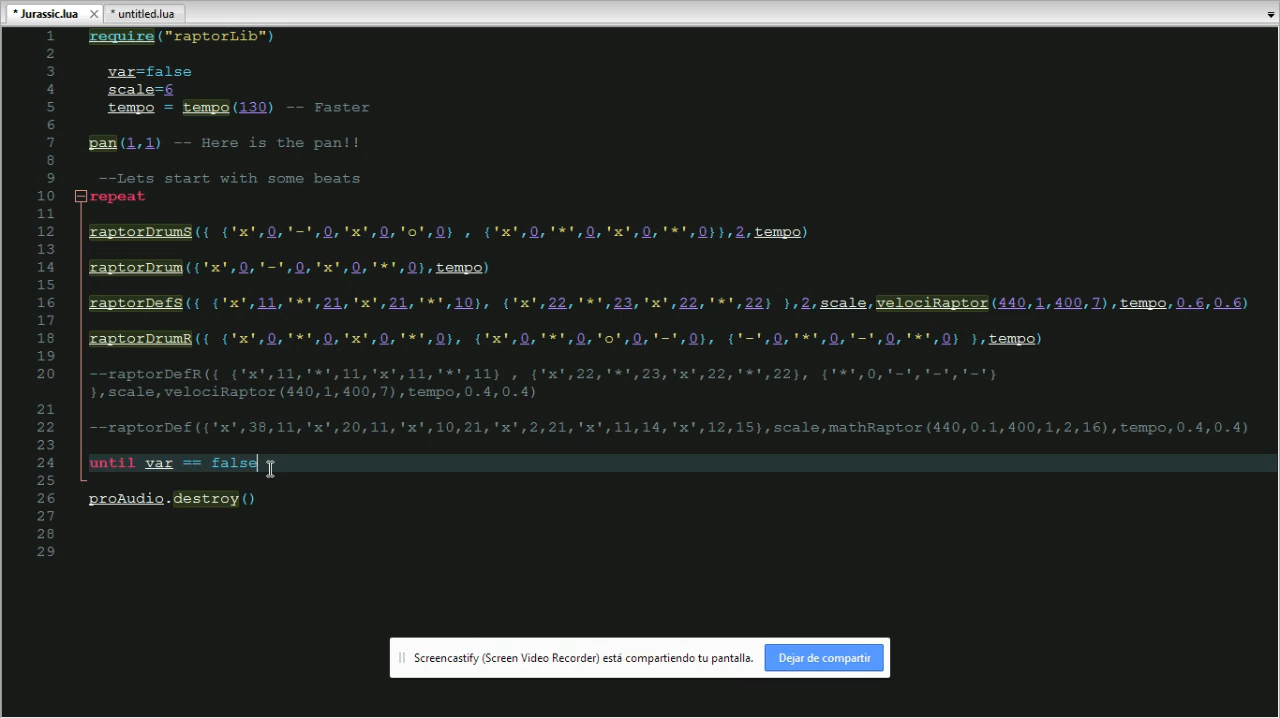 * Jurassic.lua
* untitled.lua
1 require("raptorLib")
2
3 var=false
4 scale=6
5 tempo = tempo(130) -- Faster
6
7 pan(1,1) -- Here is the pan!!
8
9 --Lets start with some beats
10 repeat
11
12 raptorDrumS({ {'x',0,'-',0,'x',0,'o',0} , {'x',0,'*',0,'x',0,'*',0}},2,tempo)
13
14 raptorDrum({'x',0,'-',0,'x',0,'*',0},tempo)
15
16 raptorDefS({ {'x',11,'*',21,'x',21,'*',10}, {'x',22,'*',23,'x',22,'*',22} },2,scale,velociRaptor(440,1,400,7),tempo,0.6,0.6)
17
18 raptorDrumR({ {'x',0,'*',0,'x',0,'*',0}, {'x',0,'*',0,'o',0,'-',0}, {'-',0,'*',0,'-',0,'*',0} },tempo)
19
20 --raptorDefR({ {'x',11,'*',11,'x',11,'*',11} , {'x',22,'*',23,'x',22,'*',22}, {'*',0,'-','-','-'}
},scale,velociRaptor(440,1,400,7),tempo,0.4,0.4)
21
22 --raptorDef({'x',38,11,'x',20,11,'x',10,21,'x',2,21,'x',11,14,'x',12,15},scale,mathRaptor(440,0.1,400,1,2,16),tempo,0.4,0.4)
23
24 until var == false
25
26 proAudio.destroy()
27
28
29
Screencastify (Screen Video Recorder) está compartiendo tu pantalla.
Dejar de compartir